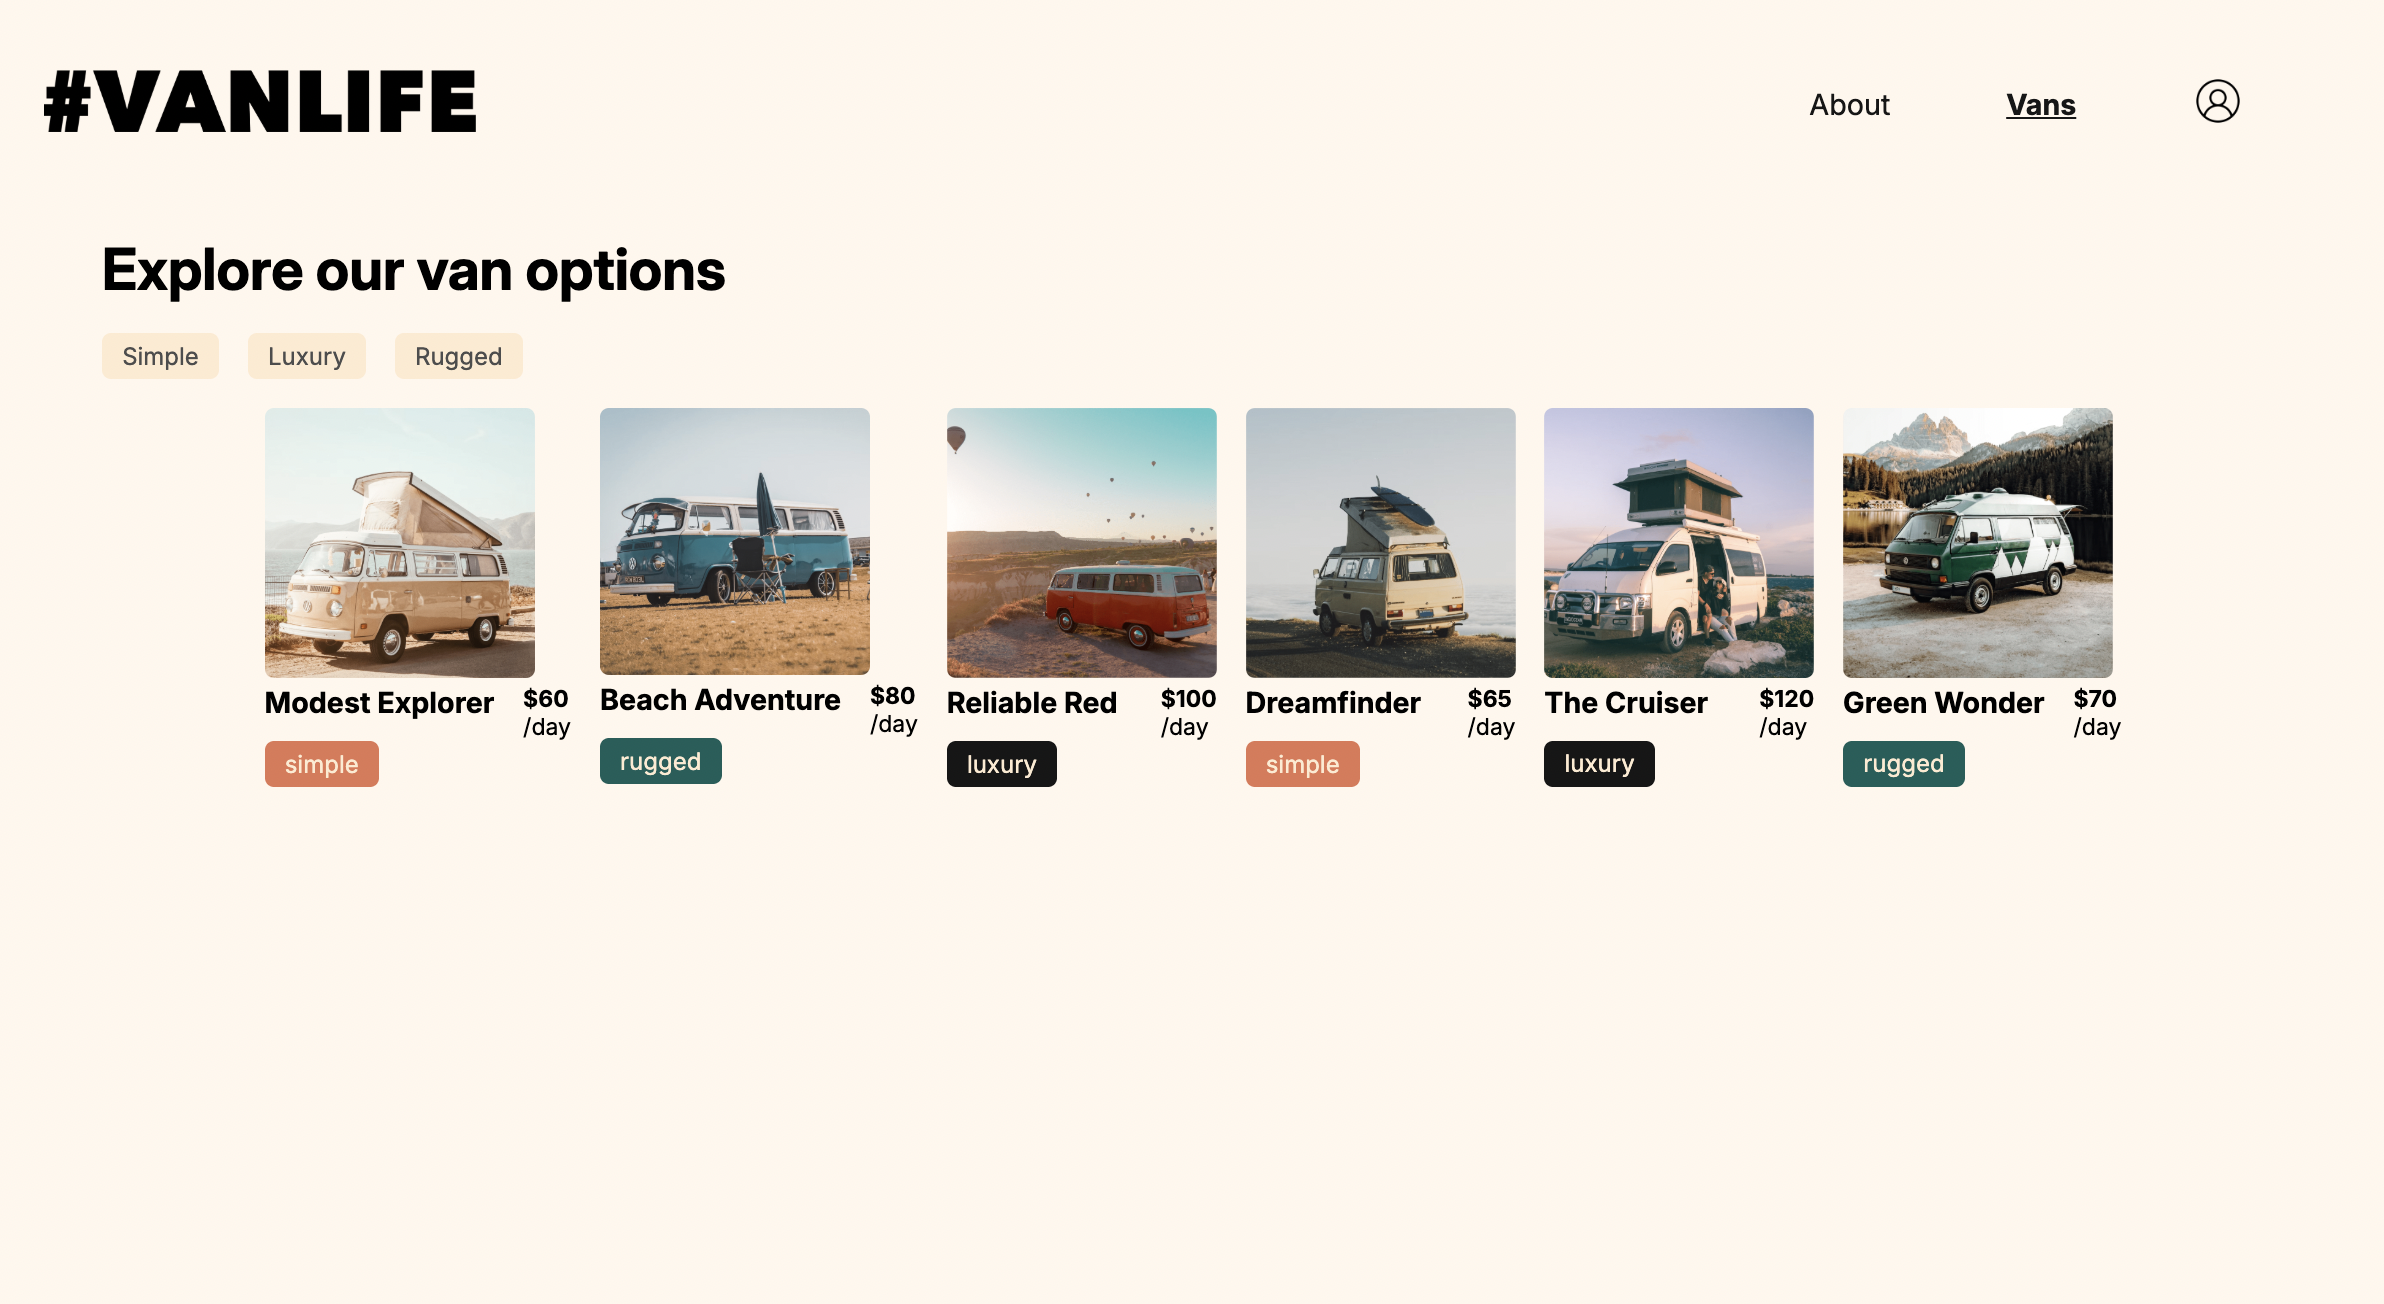 #VANLIFE
About
Vans
Explore our van options
Simple
Luxury
Rugged
Modest Explorer
$60
/day
simple
Beach Adventure
$80
/day
rugged
Reliable Red
$100
/day
luxury
Dreamfinder
$65
/day
simple
The Cruiser
$120
/day
luxury
Green Wonder
$70
/day
rugged